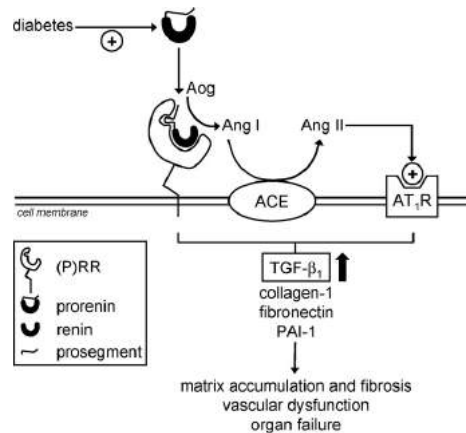 diabetes
+
Aog
Ang I
Ang II
+
ACE
AT₁R
cell membrane
(P)RR
prorenin
renin
prosegment
TGF-β₁
collagen-1
fibronectin
PAI-1
matrix accumulation and fibrosis
vascular dysfunction
organ failure